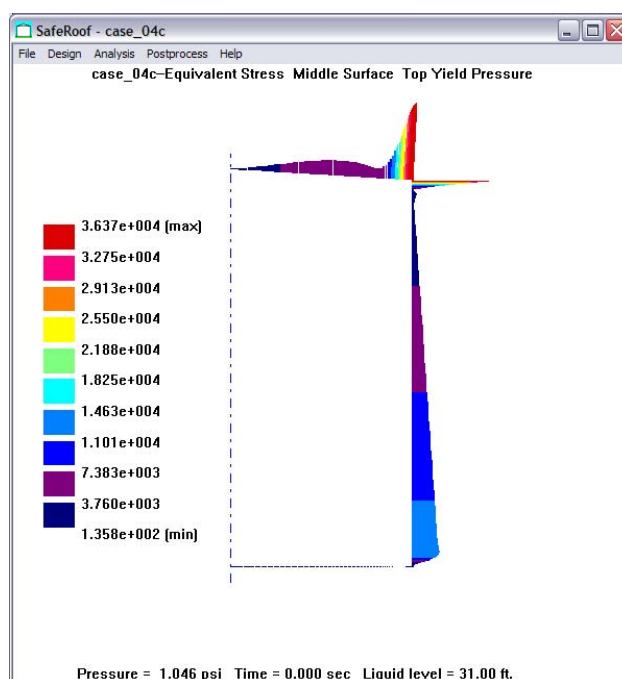 SafeRoof - case_04c
File Design Analysis Postprocess Help
case_04c-Equivalent Stress Middle Surface Top Yield Pressure
3.637e+004 (max)
3.275e+004
2.913e+004
2.550e+004
2.188e+004
1.825e+004
1.463e+004
1.101e+004
7.383e+003
3.760e+003
1.358e+002 (min)
Pressure = 1.046 psi Time = 0.000 sec Liquid level = 31.00 ft.